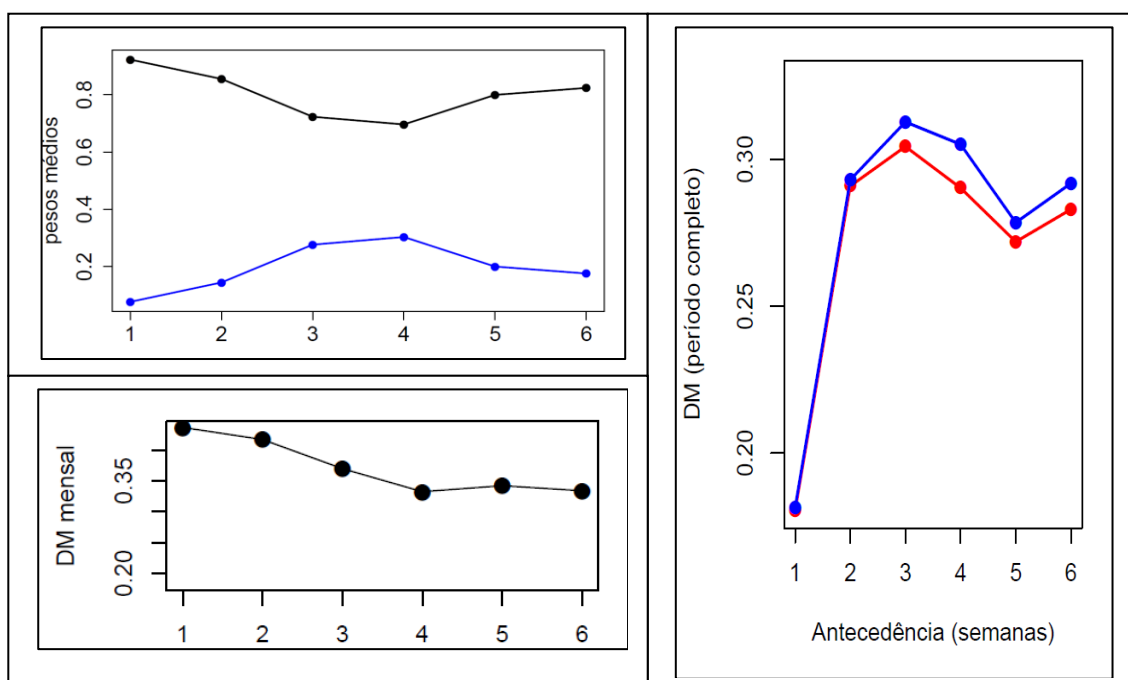 pesos médios
0.8
0.6
0.4
0.2
1 2 3 4 5 6
DM mensal
0.35
0.20
1 2 3 4 5 6
DM (período completo)
0.30
0.25
0.20
1 2 3 4 5 6
Antecedência (semanas)